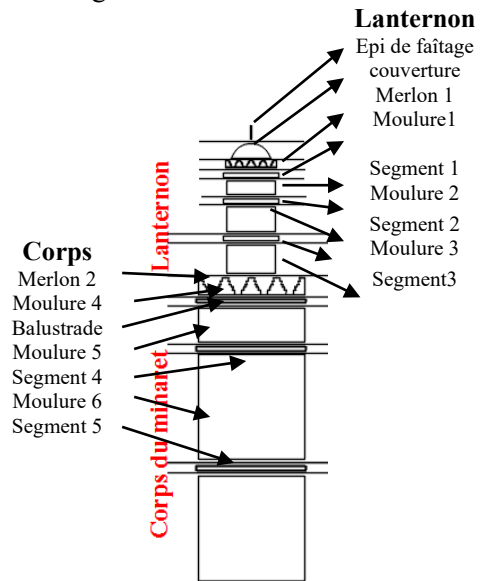 Lanternon
Epi de faîtage
couverture
Merlon 1
Moulure1
Segment 1
Moulure 2
Segment 2
Moulure 3
Segment3
Lanternon
Corps
Merlon 2
Moulure 4
Balustrade
Moulure 5
Segment 4
Moulure 6
Segment 5
Corps du minaret